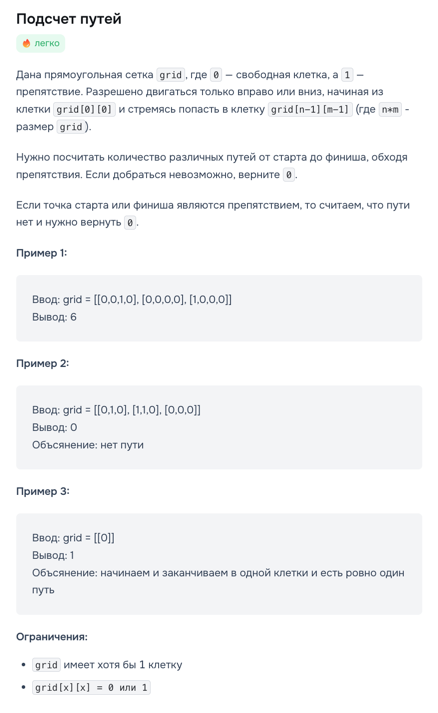 Подсчет путей
🔥 легко
Дана прямоугольная сетка grid, где 0 — свободная клетка, а 1 —
препятствие. Разрешено двигаться только вправо или вниз, начиная из
клетки grid[0][0] и стремясь попасть в клетку grid[n-1][m-1] (где n*m -
размер grid).
Нужно посчитать количество различных путей от старта до финиша, обходя
препятствия. Если добраться невозможно, верните 0.
Если точка старта или финиша являются препятствием, то считаем, что пути
нет и нужно вернуть 0.
Пример 1:
Ввод: grid = [[0,0,1,0], [0,0,0,0], [1,0,0,0]]
Вывод: 6
Пример 2:
Ввод: grid = [[0,1,0], [1,1,0], [0,0,0]]
Вывод: 0
Объсянение: нет пути
Пример 3:
Ввод: grid = [[0]]
Вывод: 1
Объсянение: начинаем и заканчиваем в одной клетки и есть ровно один
путь
Ограничения:
• grid имеет хотя бы 1 клетку
• grid[x][x] = 0 или 1